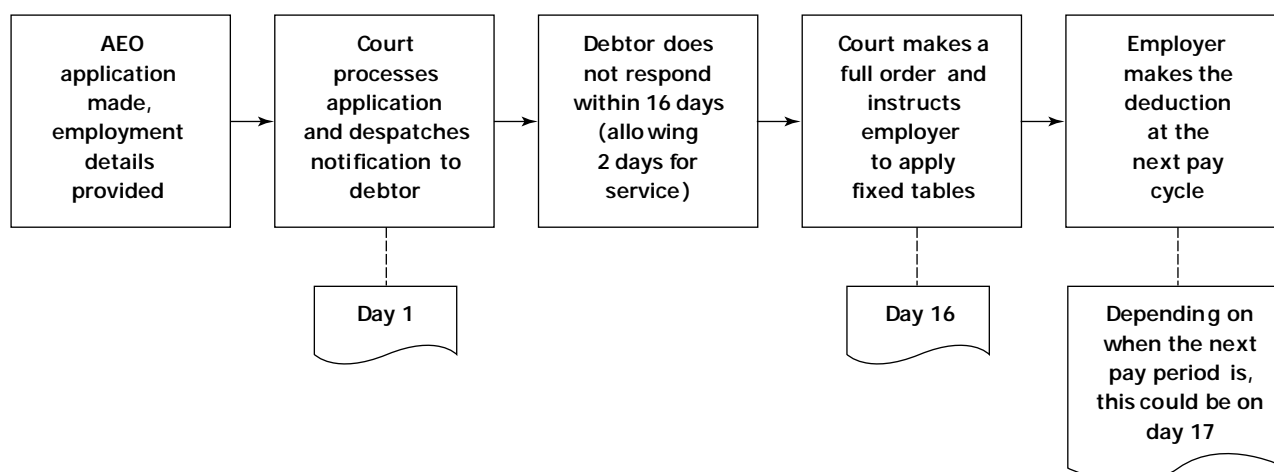 AEO
application
made,
employment
details
provided
Court
processes
application
and despatches
notification to
debtor
Debtor does
not respond
within 16 days
(allowing
2 days for
service)
Court makes a
full order and
instructs
employer
to apply
fixed tables
Employer
makes the
deduction
at the
next pay
cycle
Day 1
Day 16
Depending on
when the next
pay period is,
this could be on
day 17